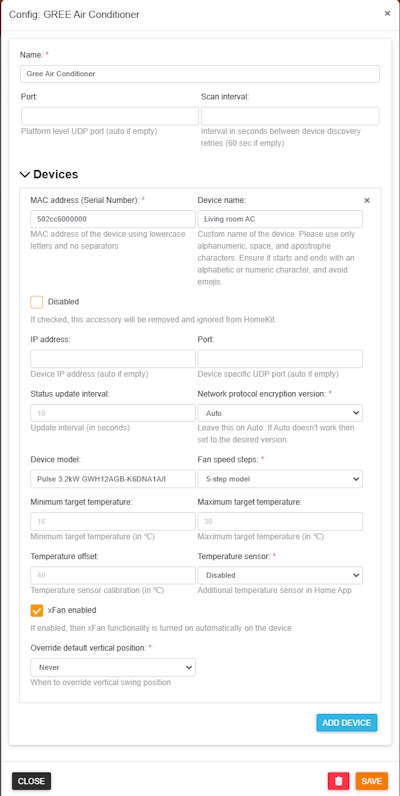 Config: GREE Air Conditioner ×
Name: *
Gree Air Conditioner
Port: Scan interval:
Platform level UDP port (auto if empty) Interval in seconds between device discovery
retries (60 sec if empty)
Devices
MAC address (Serial Number): * Device name: ×
502cc6000000 Living room AC
MAC address of the device using lowercase Custom name of the device. Please use only
letters and no separators alphanumeric, space, and apostrophe
characters. Ensure it starts and ends with an
alphabetic or numeric character, and avoid
emojis.
Disabled
If checked, this accessory will be removed and ignored from HomeKit.
IP address: Port:
Device IP address (auto if empty) Device specific UDP port (auto if empty)
Status update interval: Network protocol encryption version: *
10 Auto
Update interval (in seconds) Leave this on Auto. If Auto doesn't work then
set to the desired version.
Device model: Fan speed steps: *
Pulse 3.2kW GWH12AGB-K6DNA1A/I 5-step model
Minimum target temperature: Maximum target temperature:
16 30
Minimum target temperature (in °C) Maximum target temperature (in °C)
Temperature offset: Temperature sensor: *
40 Disabled
Temperature sensor calibration (in °C) Additional temperature sensor in Home App
xFan enabled
If enabled, then xFan functionality is turned on automatically on the device
Override default vertical position: *
Never
When to override vertical swing position
ADD DEVICE
CLOSE SAVE